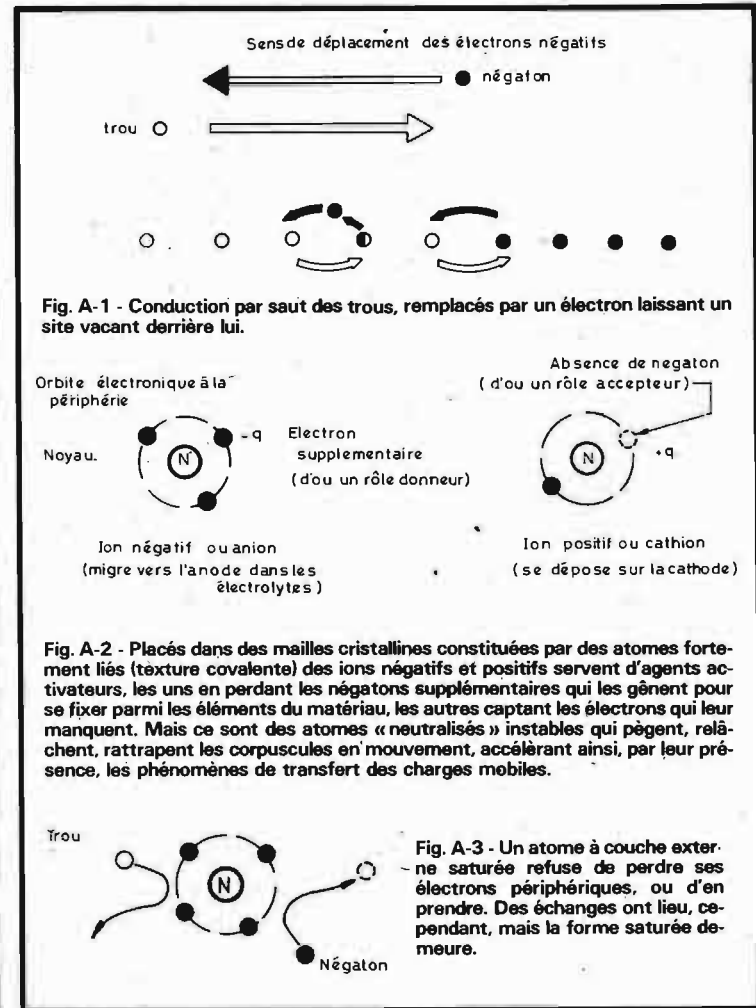 Sens de déplacement des électrons négatifs
négaton
trou
Fig. A-1 - Conduction par saut des trous, remplacés par un électron laissant un
site vacant derrière lui.
Orbite électronique à la
périphérie
Noyau.
N
- q
Electron
supplementaire
(d'ou un rôle donneur)
Ion négatif ou anion
(migre vers l'anode dans les
électrolytes)
Absence de negaton
(d'ou un rôle accepteur)
N
+q
Ion positif ou cathion
(se dépose sur la cathode)
Fig. A-2 - Placés dans des mailles cristallines constituées par des atomes forte-
ment liés (texture covalente) des ions négatifs et positifs servent d'agents ac-
tivateurs, les uns en perdant les négatons supplémentaires qui les gênent pour
se fixer parmi les éléments du matériau, les autres captant les électrons qui leur
manquent. Mais ce sont des atomes « neutralisés » instables qui pègent, relâ-
chent, rattrapent les corpuscules en mouvement, accélèrant ainsi, par leur pré-
sence, les phénomènes de transfert des charges mobiles.
Trou
N
Négaton
Fig. A-3 - Un atome à couche exter-
ne saturée refuse de perdre ses
électrons périphériques, ou d'en
prendre. Des échanges ont lieu, ce-
pendant, mais la forme saturée de-
meure.